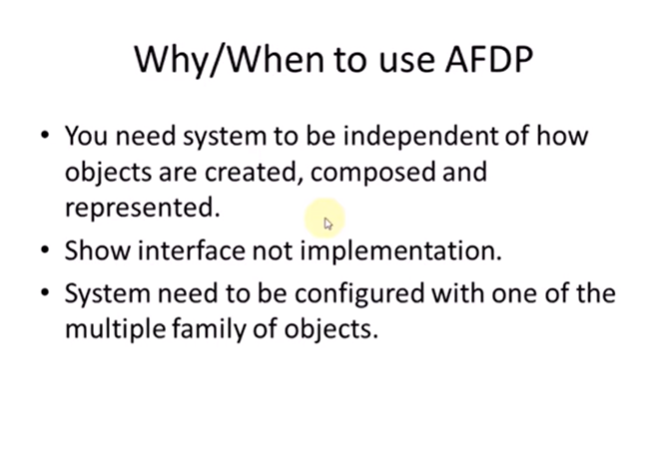 Why/When to use AFDP
• You need system to be independent of how
objects are created, composed and
represented.
• Show interface not implementation.
• System need to be configured with one of the
multiple family of objects.